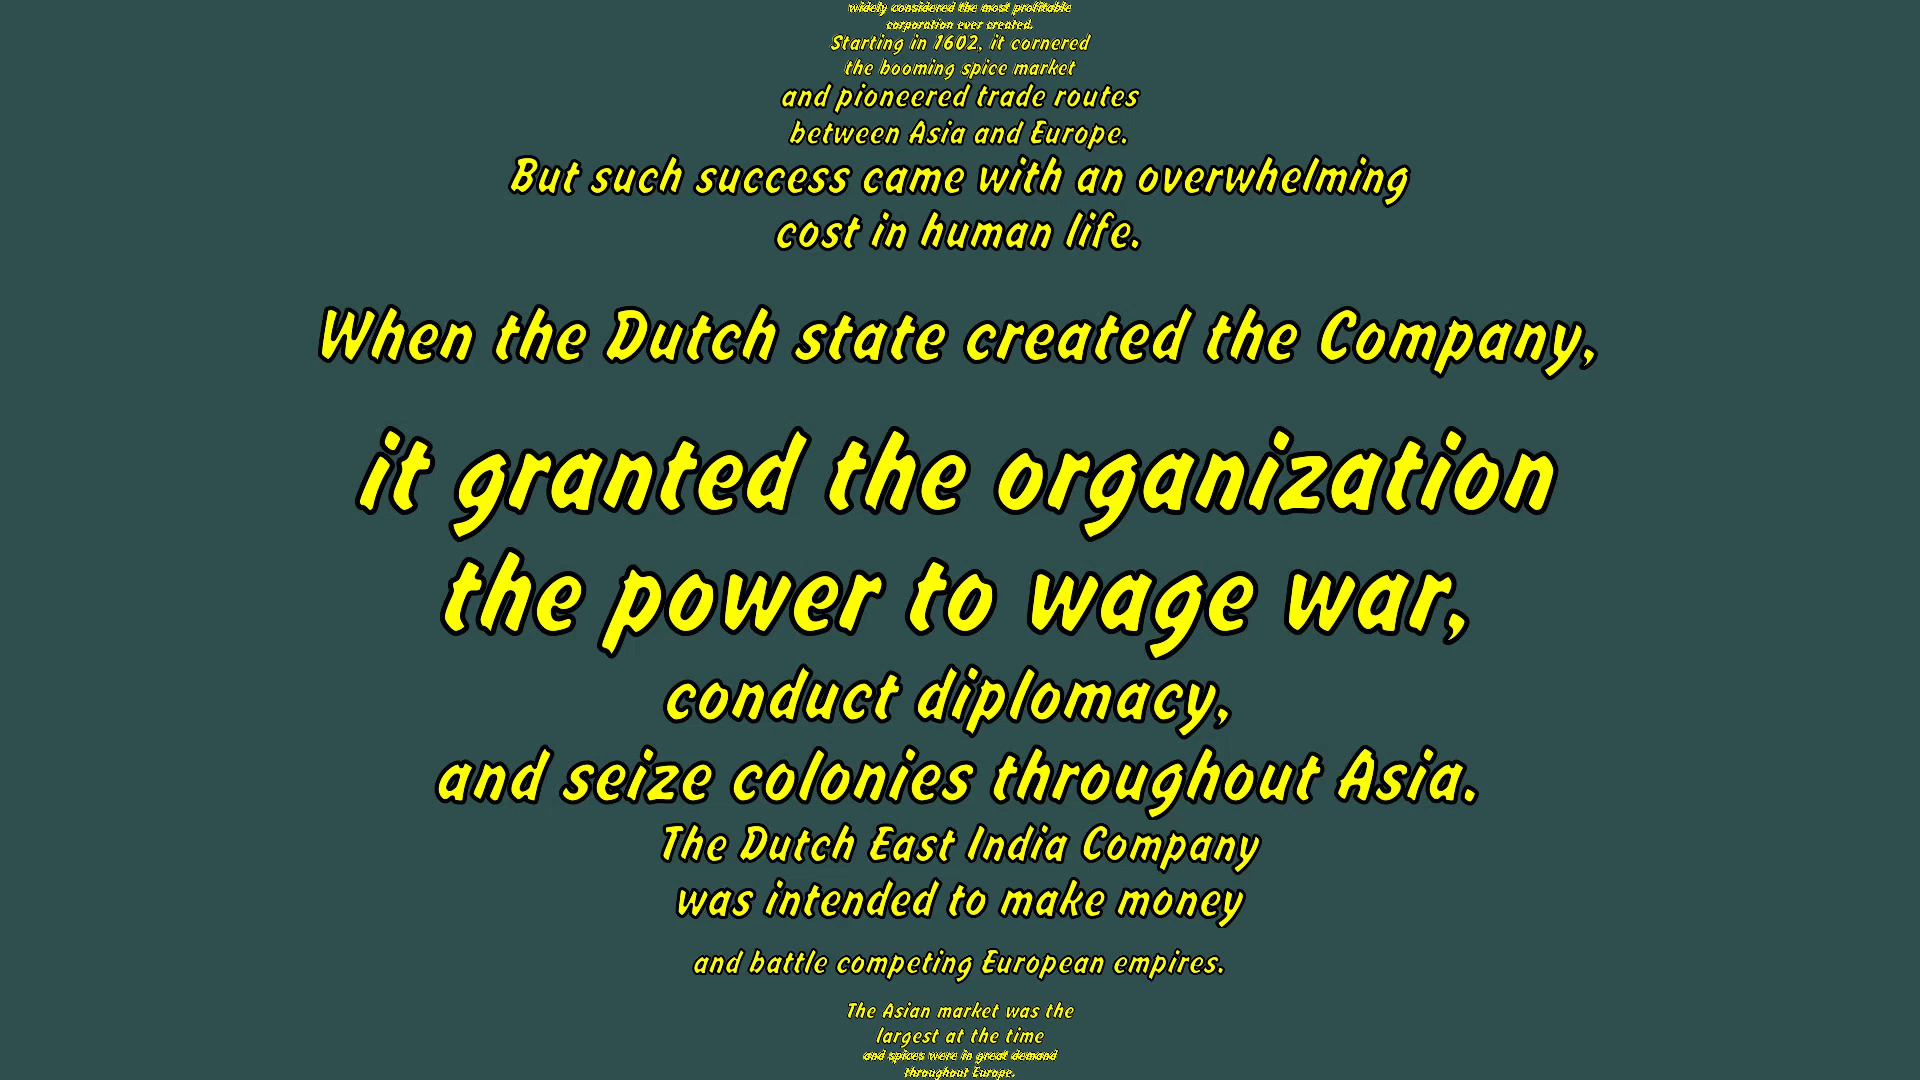 widely considered the most profitable
corporation ever created.
Starting in 1602, it cornered
the booming spice market
and pioneered trade routes
between Asia and Europe.
But such success came with an overwhelming
cost in human life.
When the Dutch state created the Company,
it granted the organization
the power to wage war,
conduct diplomacy,
and seize colonies throughout Asia.
The Dutch East India Company
was intended to make money
and battle competing European empires.
The Asian market was the
largest at the time
and spices were in great demand
throughout Europe.